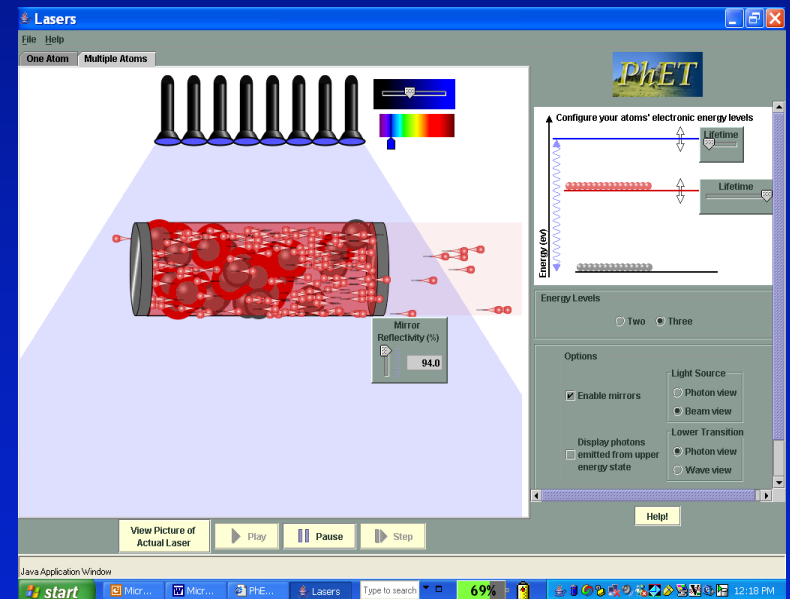 Lasers
File Help
One Atom Multiple Atoms
PhET
Configure your atoms' electronic energy levels
Lifetime
Lifetime
Energy (ev)
Energy Levels
Two Three
Mirror
Reflectivity (%)
94.0
Options
Enable mirrors
Display photons
emitted from upper
energy state
Light Source
Photon view
Beam view
Lower Transition
Photon view
Wave view
Help!
View Picture of
Actual Laser
Play
Pause
Step
Java Application Window
start Micr... Micr... PhE... Lasers Type to search 69% 12:18 PM